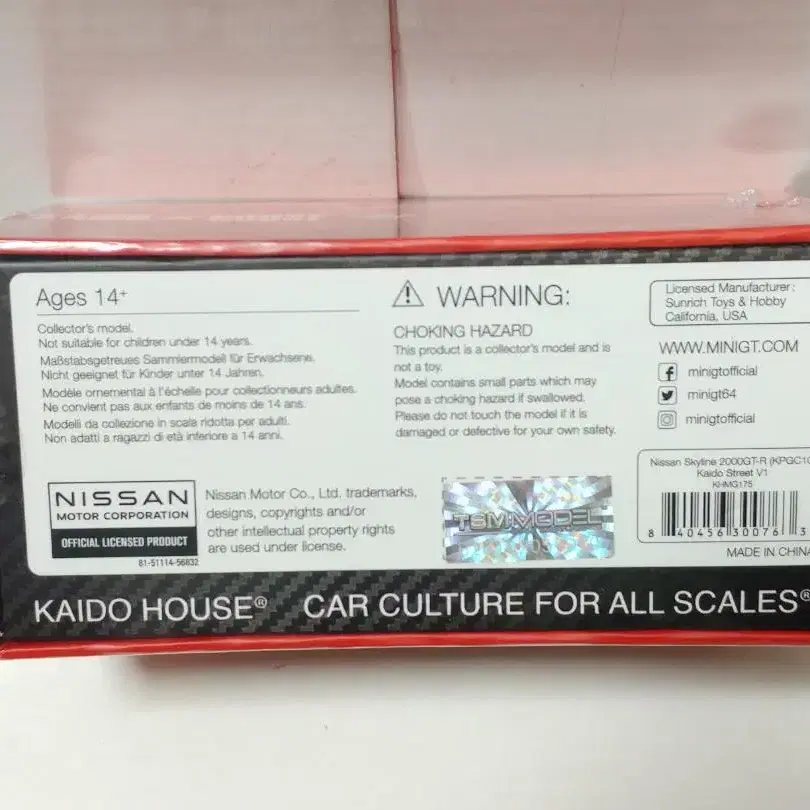 Ages 14+
Collector's model.
Not suitable for children under 14 years.
Maßstabsgetreues Sammlermodell für Erwachsene.
Nicht geeignet für Kinder unter 14 Jahren.
Modèle ornemental à l'échelle pour collectionneurs adultes.
Ne convient pas aux enfants de moins de 14 ans.
Modelli da collezione in scala ridotta per adulti.
Non adatti a ragazzi di età inferiore a 14 anni.
WARNING:
CHOKING HAZARD
This product is a collector's model and is
not a toy.
Model contains small parts which may
pose a choking hazard if swallowed.
Please do not touch the model if it is
damaged or defective for your own safety.
Licensed Manufacturer:
Sunrich Toys & Hobby
California, USA
WWW.MINIGT.COM
minigtofficial
minigt64
minigtofficial
NISSAN
MOTOR CORPORATION
OFFICIAL LICENSED PRODUCT
81-51114-56832
Nissan Motor Co., Ltd. trademarks,
designs, copyrights and/or
other intellectual property rights
are used under license.
TSM MODEL
Nissan Skyline 2000GT-R (KPGC10
Kaido Street V1
KHMG175
8 40456 30076 3
MADE IN CHINA
KAIDO HOUSE® CAR CULTURE FOR ALL SCALES®